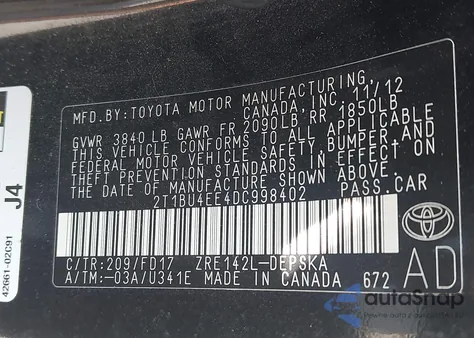 MFD.BY:TOYOTA MOTOR MANUFACTURING,
CANADA, INC. 11/12
GVWR 3840 LB GAWR FR 2090LB RR 1850LB
THIS VEHICLE CONFORMS TO ALL APPLICABLE
FEDERAL MOTOR VEHICLE SAFETY,BUMPER AND
THEFT PREVENTION STANDARDS IN EFFECT ON
THE DATE OF MANUFACTURE SHOWN ABOVE.
2T1BU4EE4DC998402 PASS.CAR
C/TR:209/FD17 ZRE142L-DEPSKA
A/TM:-03A/U341E MADE IN CANADA 672
AD
J4
42661-02C91
autoSnap